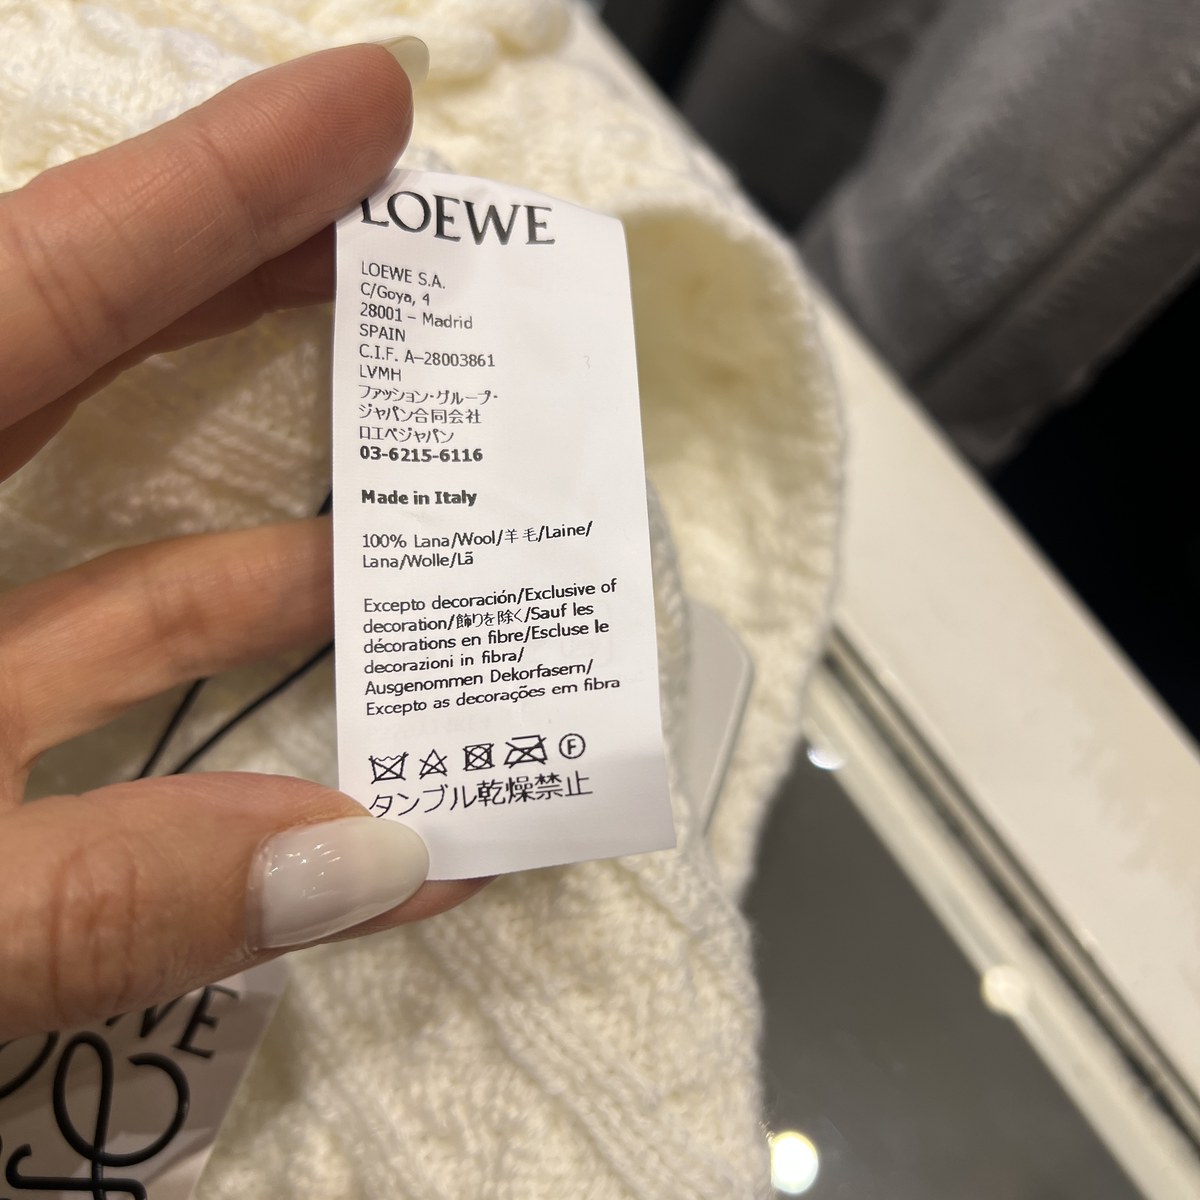 LOEWE
LOEWE S.A.
C/Goya, 4
28001 – Madrid
SPAIN
C.I.F. A–28003861
LVMH
ファッション・グループ・
ジャパン合同会社
ロエベジャパン
03-6215-6116
Made in Italy
100% Lana/Wool/羊毛/Laine/
Lana/Wolle/Lã
Excepto decoración/Exclusive of
decoration/飾りを除く/Sauf les
décorations en fibre/Escluse le
decorazioni in fibra/
Ausgenommen Dekorfasern/
Excepto as decorações em fibra
F
タンブル乾燥禁止
WE